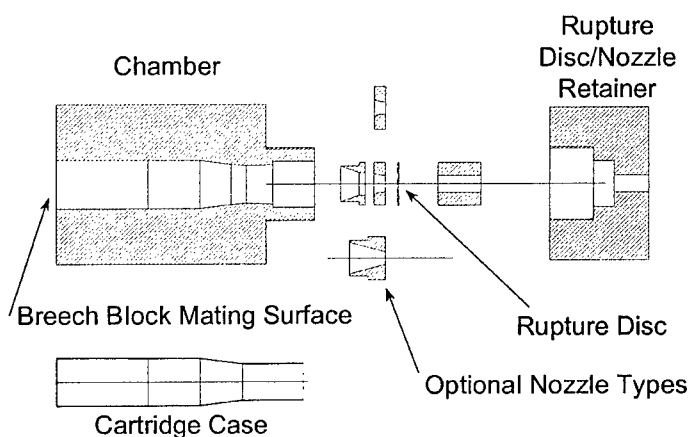 Chamber
Rupture
Disc/Nozzle
Retainer
Breech Block Mating Surface
Rupture Disc
Optional Nozzle Types
Cartridge Case